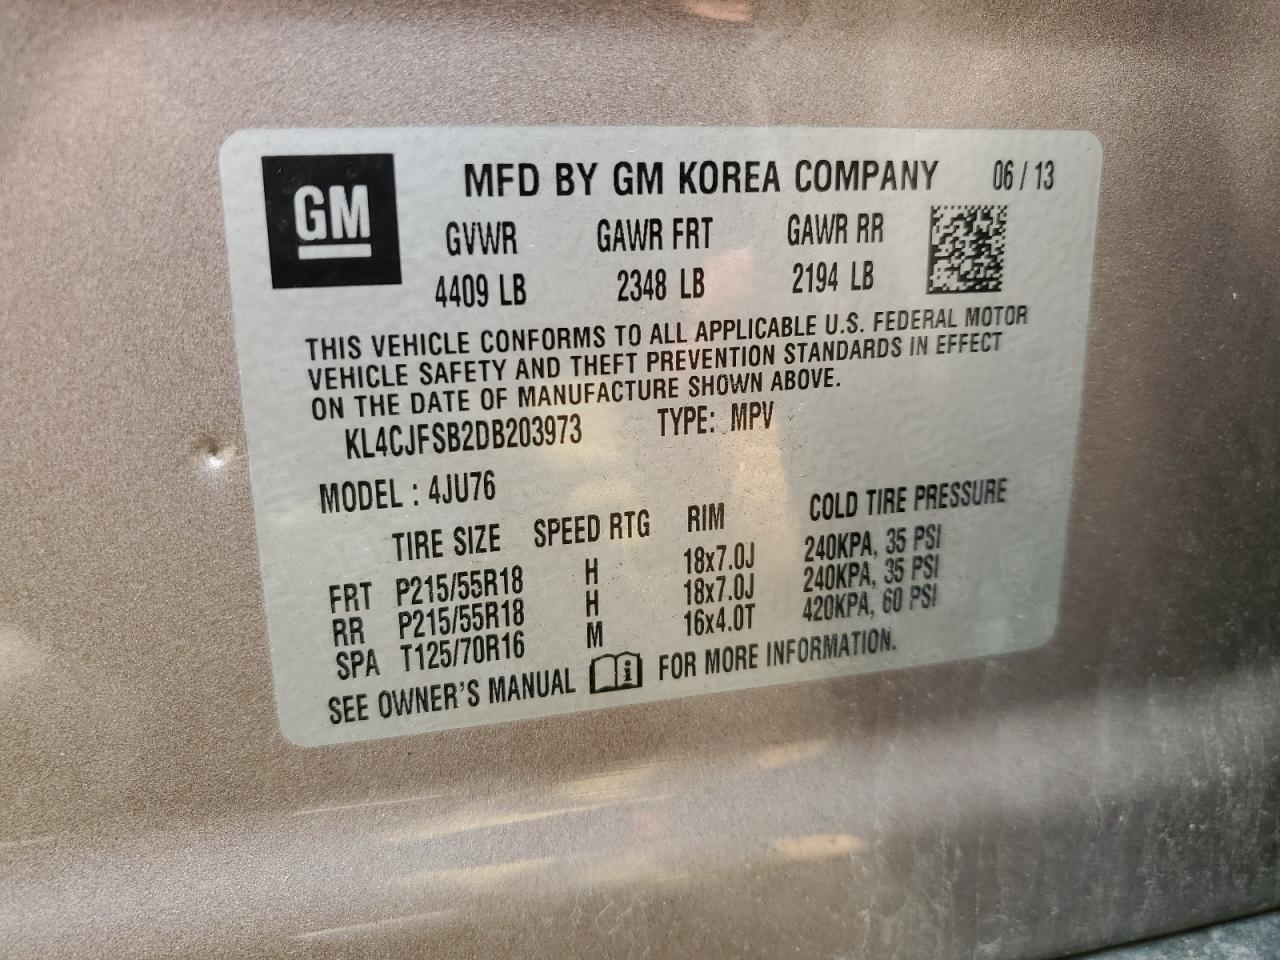 GM
MFD BY GM KOREA COMPANY 06 / 13
GVWR GAWR FRT GAWR RR
4409 LB 2348 LB 2194 LB
THIS VEHICLE CONFORMS TO ALL APPLICABLE U.S. FEDERAL MOTOR
VEHICLE SAFETY AND THEFT PREVENTION STANDARDS IN EFFECT
ON THE DATE OF MANUFACTURE SHOWN ABOVE.
KL4CJFSB2DB203973 TYPE: MPV
MODEL : 4JU76
TIRE SIZE SPEED RTG RIM COLD TIRE PRESSURE
FRT P215/55R18 H 18x7.0J 240KPA, 35 PSI
RR P215/55R18 H 18x7.0J 240KPA, 35 PSI
SPA T125/70R16 M 16x4.0T 420KPA, 60 PSI
SEE OWNER'S MANUAL i FOR MORE INFORMATION.